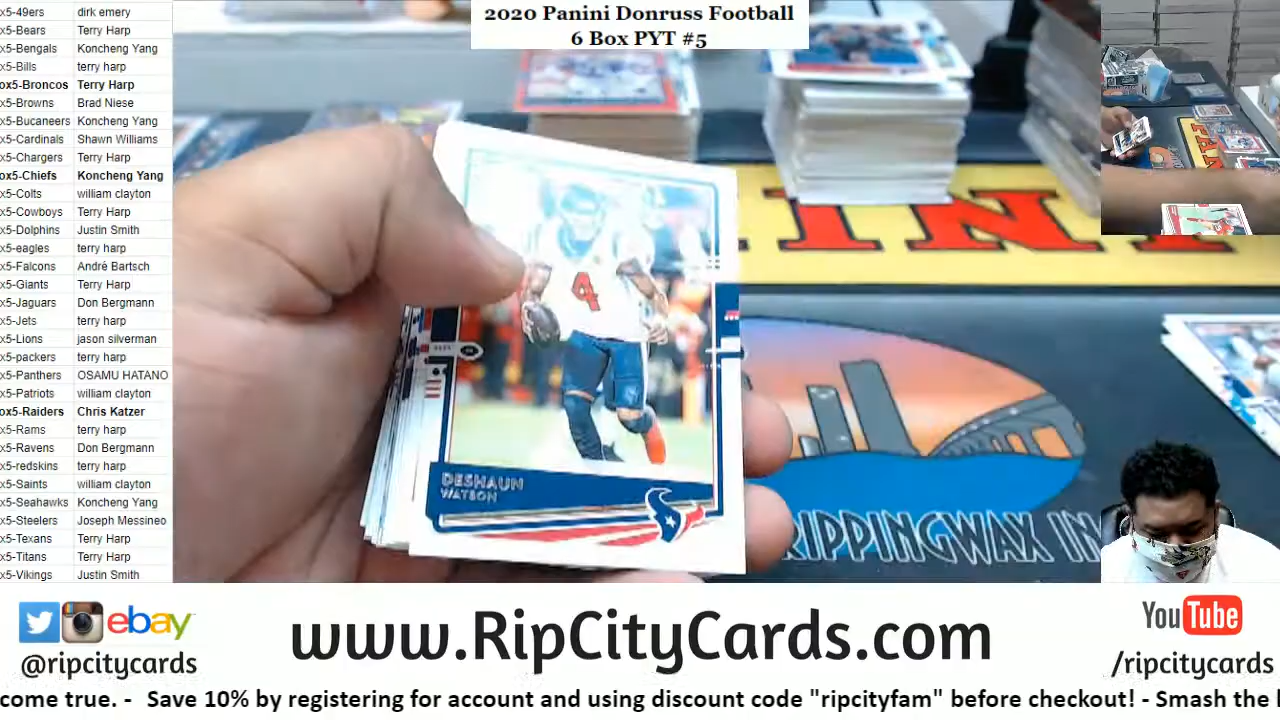 2020 Panini Donruss Football
6 Box PYT #5
x5-49ers dirk emery
x5-Bears Terry Harp
x5-Bengals Koncheng Yang
x5-Bills terry harp
ox5-Broncos Terry Harp
x5-Browns Brad Niese
x5-Bucaneers Koncheng Yang
x5-Cardinals Shawn Williams
x5-Chargers Terry Harp
ox5-Chiefs Koncheng Yang
x5-Colts william clayton
x5-Cowboys Terry Harp
x5-Dolphins Justin Smith
x5-eagles terry harp
x5-Falcons André Bartsch
x5-Giants Terry Harp
x5-Jaguars Don Bergmann
x5-Jets terry harp
x5-Lions jason silverman
x5-packers terry harp
x5-Panthers OSAMU HATANO
x5-Patriots william clayton
ox5-Raiders Chris Katzer
x5-Rams terry harp
x5-Ravens Don Bergmann
x5-redskins terry harp
x5-Saints william clayton
x5-Seahawks Koncheng Yang
x5-Steelers Joseph Messineo
x5-Texans Terry Harp
x5-Titans Terry Harp
x5-Vikings Justin Smith
INI
4
DESHAUN
WATSON
RIPPINGWAX IN
ebay
@ripcitycards
www.RipCityCards.com
YouTube
/ripcitycards
come true. - Save 10% by registering for account and using discount code "ripcityfam" before checkout! - Smash the l